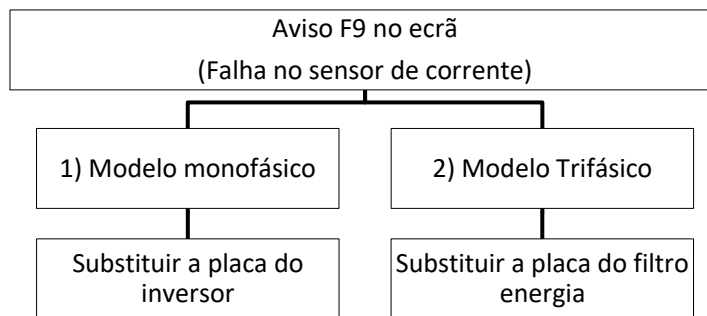 Aviso F9 no ecrã
(Falha no sensor de corrente)
1) Modelo monofásico
2) Modelo Trifásico
Substituir a placa do
inversor
Substituir a placa do filtro
energia